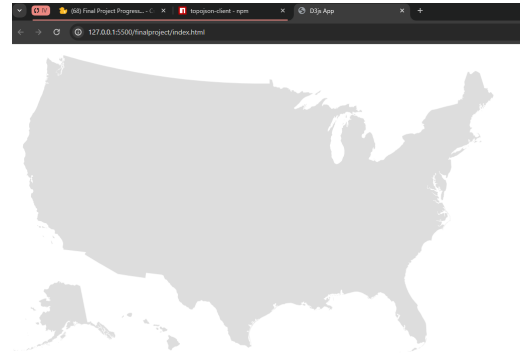 (68) Final Project Progress...
topojson-client - npm
D3js App
127.0.0.1:5500/finalproject/index.html